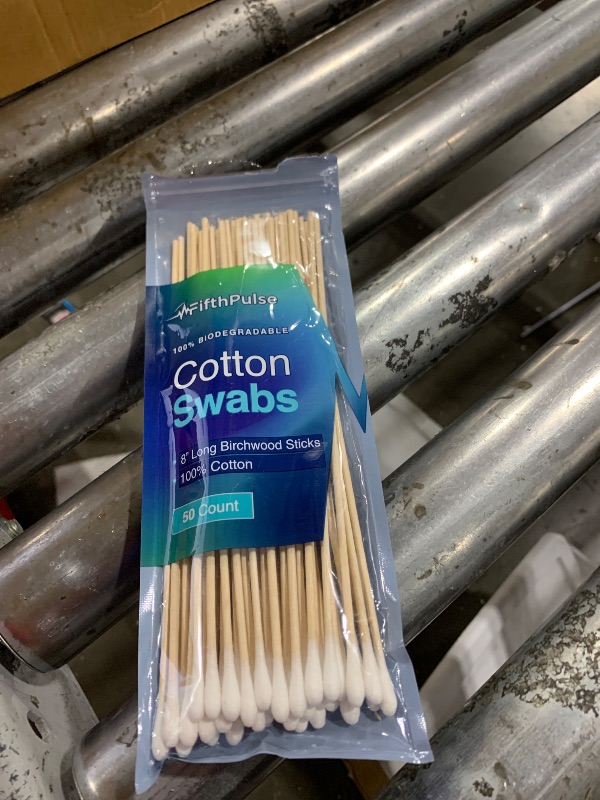 FifthPulse
100% BIODEGRADABLE
Cotton
Swabs
• 8" Long Birchwood Sticks
• 100% Cotton
50 Count